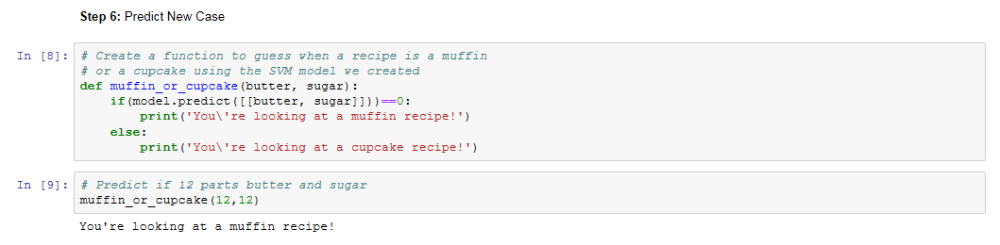 Step 6: Predict New Case
In [8]: # Create a function to guess when a recipe is a muffin
# or a cupcake using the SVM model we created
def muffin_or_cupcake(butter, sugar):
    if(model.predict([[butter, sugar]]))==0:
        print('You\'re looking at a muffin recipe!')
    else:
        print('You\'re looking at a cupcake recipe!')
In [9]: # Predict if 12 parts butter and sugar
muffin_or_cupcake(12,12)
You're looking at a muffin recipe!